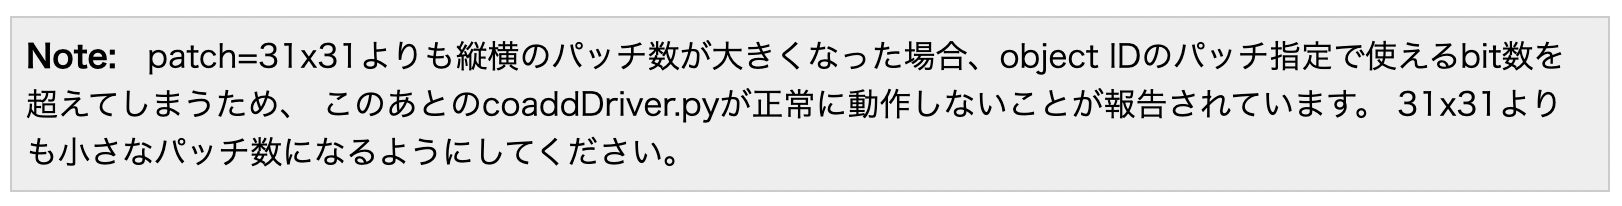 Note: patch=31x31よりも縦横のパッチ数が大きくなった場合、object IDのパッチ指定で使えるbit数を
超えてしまうため、 このあとのcoaddDriver.pyが正常に動作しないことが報告されています。 31x31より
も小さなパッチ数になるようにしてください。